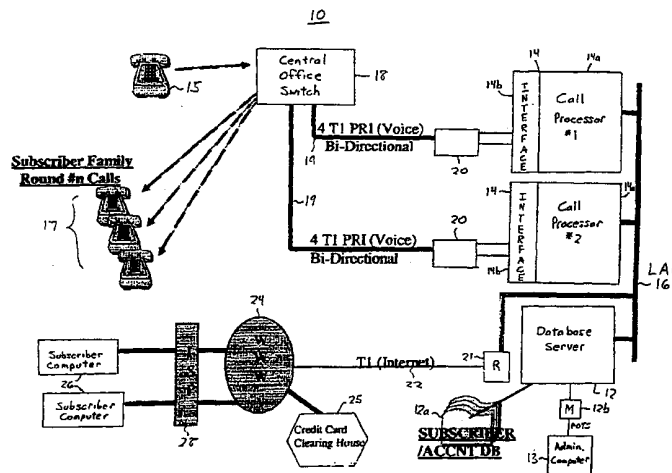 10
15
Central
Office
Switch
18
14
14a
14b
INTERFACE
Call
Processor
#1
4 T1 PRI (Voice)
Bi-Directional
19
20
Subscriber Family
Round #n Calls
17
19
14
14a
INTERFACE
Call
Processor
#2
4 T1 PRI (Voice)
Bi-Directional
20
14b
LA
16
24
Database
Server
Subscriber
Computer
26
Subscriber
Computer
28
T1 (Internet)
22
21
R
12
25
Credit Card
Clearing House
12a
SUBSCRIBER
/ACCNT DB
M
12b
POTS
Admin.
Computer
13